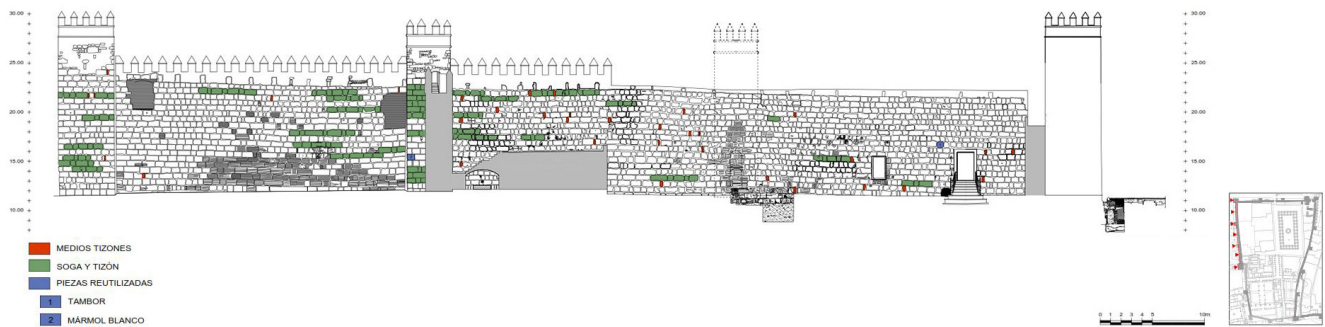 30.00
30.00
25.00
25.00
20.00
20.00
15.00
15.00
10.00
10.00
MEDIOS TIZONES
SOGA Y TIZÓN
PIEZAS REUTILIZADAS
1 TAMBOR
2 MÁRMOL BLANCO
0 1 2 3 4 5 10m